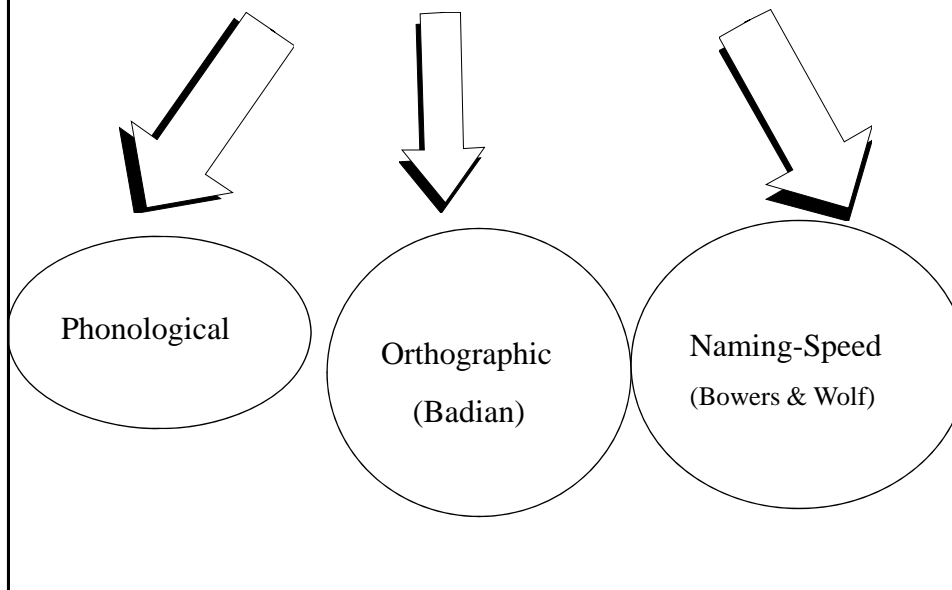 Phonological
Orthographic
(Badian)
Naming-Speed
(Bowers & Wolf)